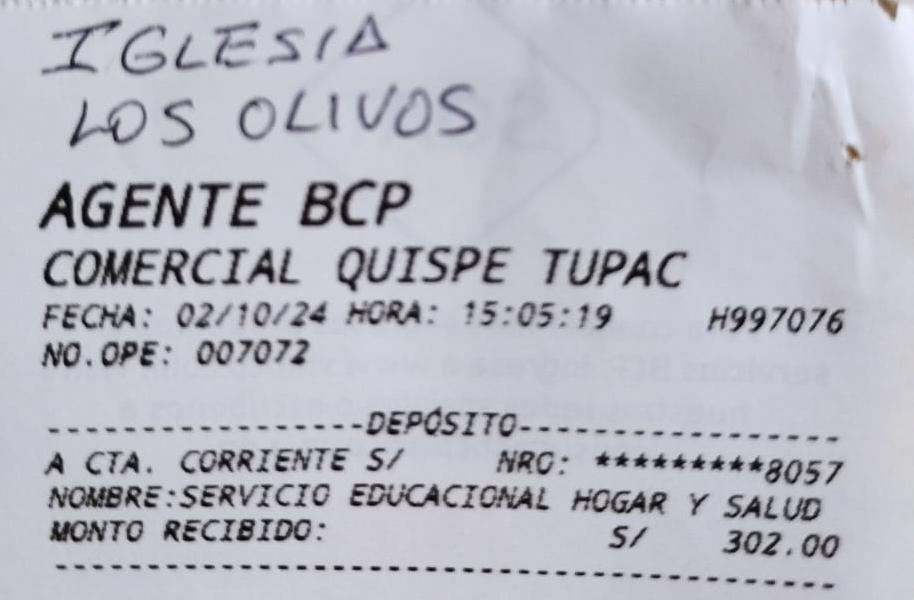 IGLESIA
LOS OLIVOS
AGENTE BCP
COMERCIAL QUISPE TUPAC
FECHA: 02/10/24 HORA: 15:05:19 H997076
NO.OPE: 007072
------------------DEPÓSITO------------------
A CTA. CORRIENTE S/ NRO: *********8057
NOMBRE:SERVICIO EDUCACIONAL HOGAR Y SALUD
MONTO RECIBIDO: S/ 302.00
--------------------------------------------